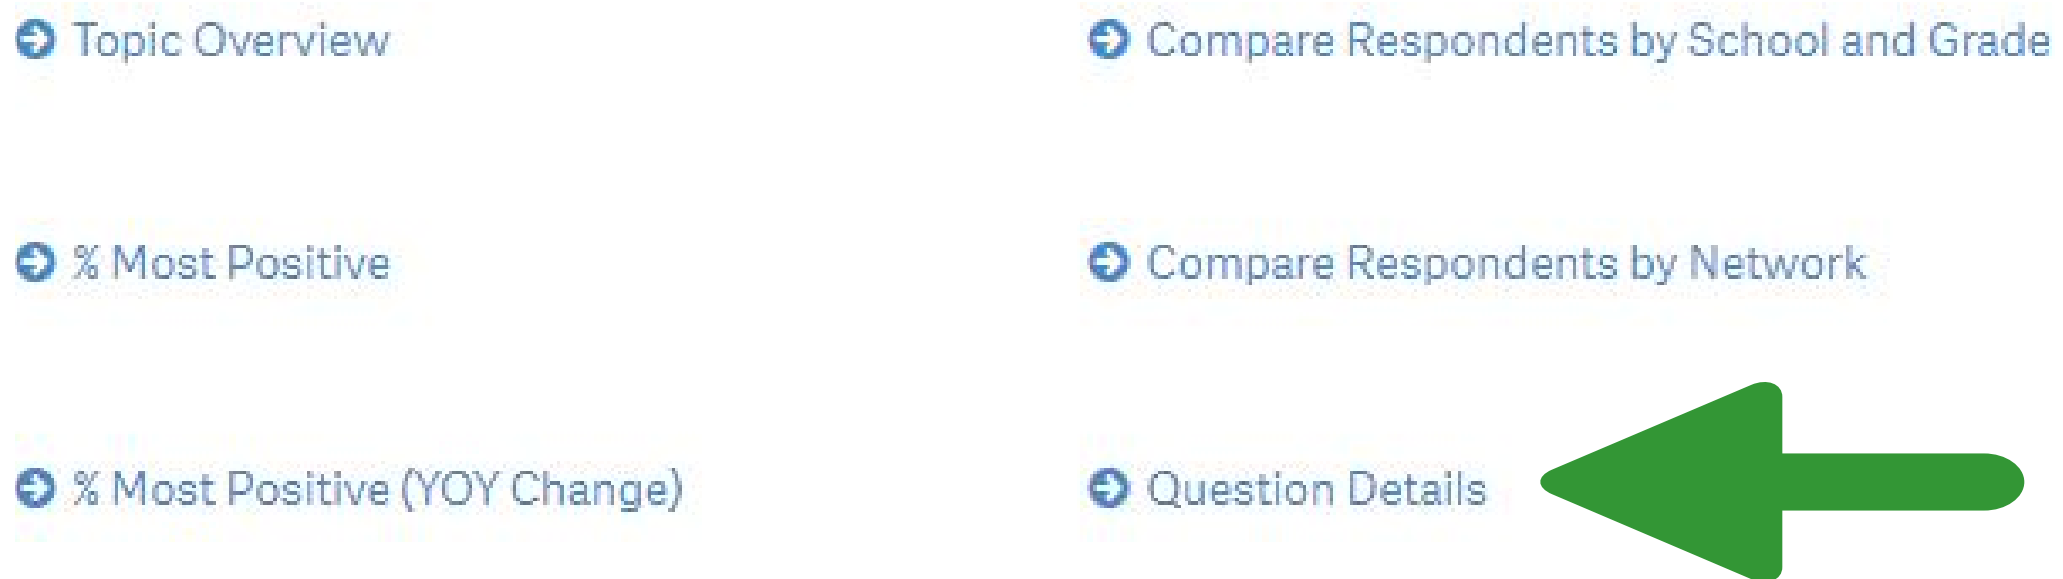 Topic Overview
Compare Respondents by School and Grade
% Most Positive
Compare Respondents by Network
% Most Positive (YOY Change)
Question Details